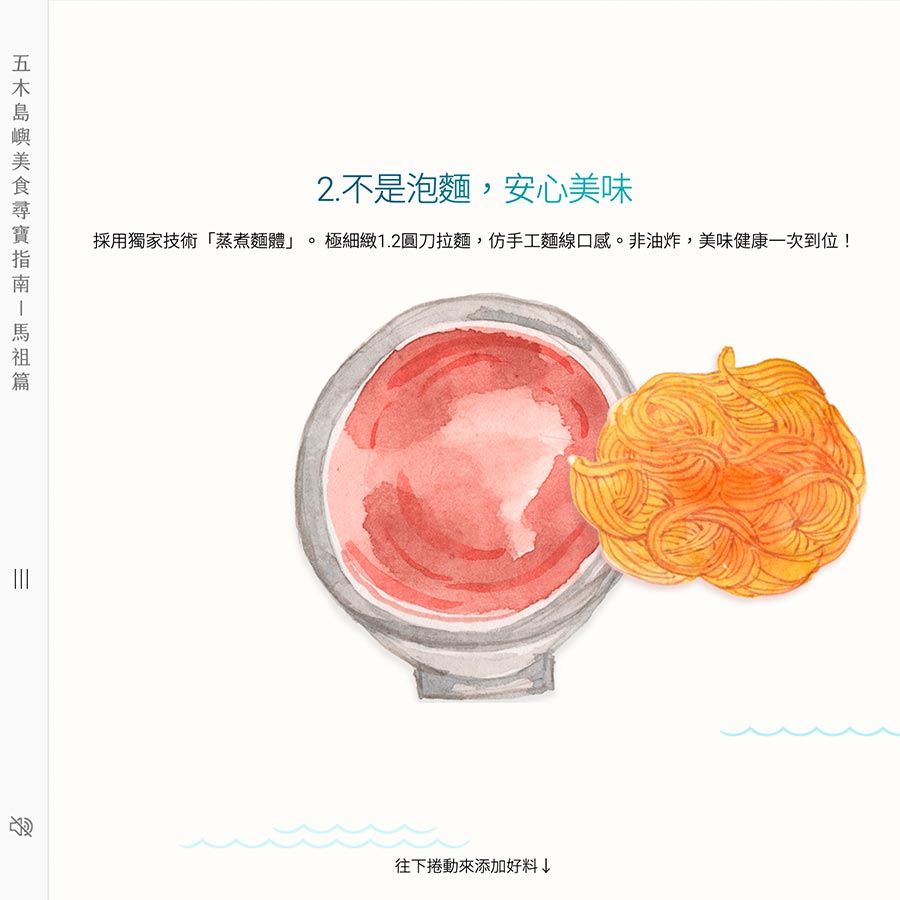 五木島嶼美食尋寶指南｜馬祖篇
2.不是泡麵，安心美味
採用獨家技術「蒸煮麵體」。 極細緻1.2圓刀拉麵，仿手工麵線口感。非油炸，美味健康一次到位！
往下捲動來添加好料↓